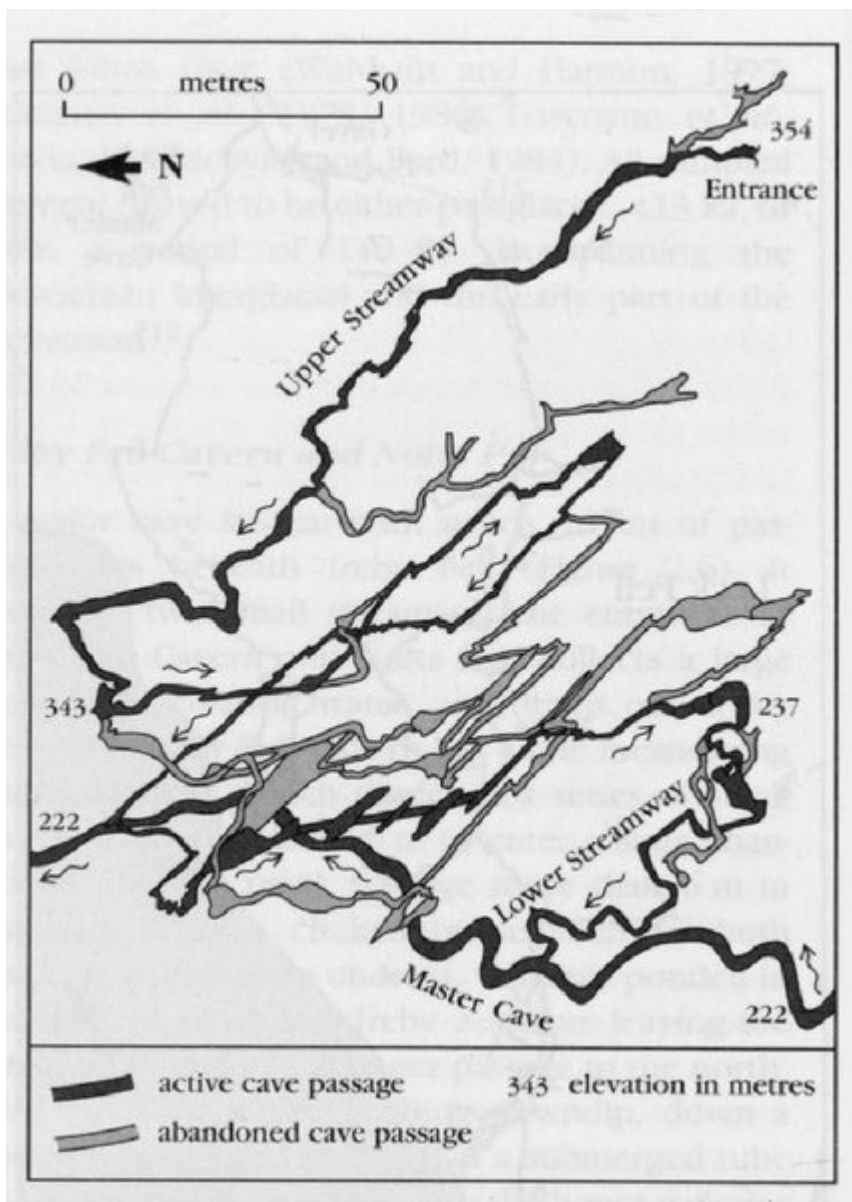 0 metres 50
N
354
Entrance
Upper Streamway
343
237
222
Lower Streamway
Master Cave
222
active cave passage
343 elevation in metres
abandoned cave passage